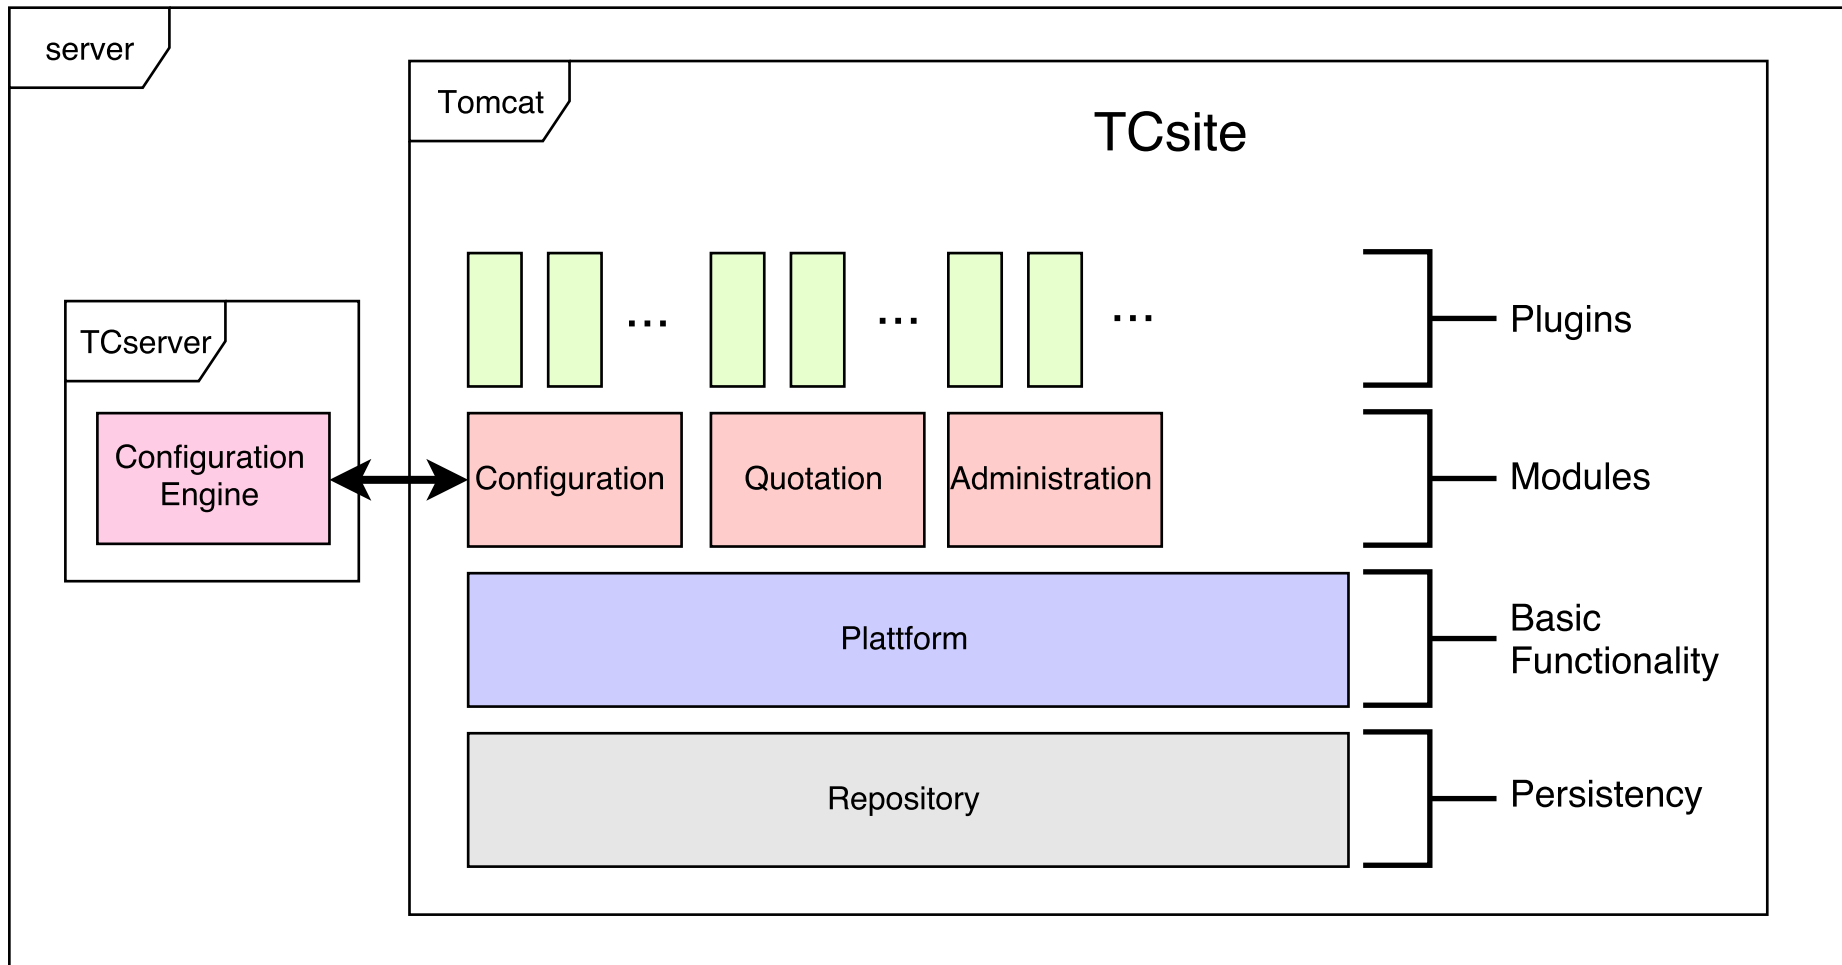 server
Tomcat
TCsite
...
...
...
Plugins
TCserver
Configuration
Engine
Configuration
Quotation
Administration
Modules
Plattform
Basic
Functionality
Repository
Persistency